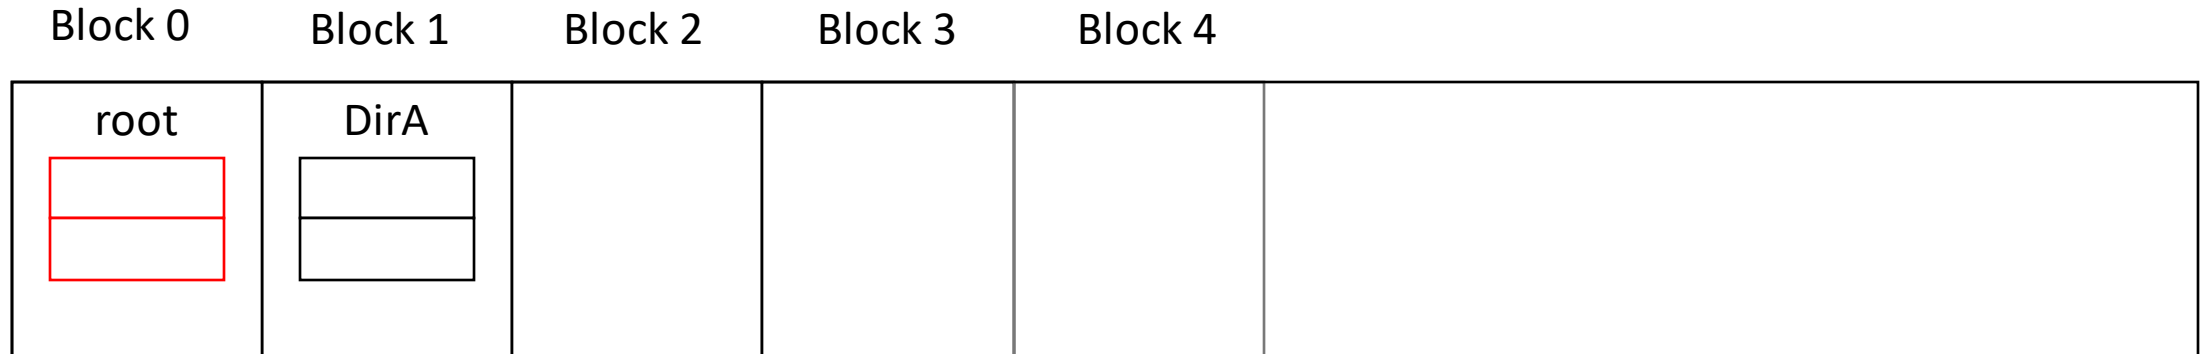 Block 0 Block 1 Block 2 Block 3 Block 4
root DirA